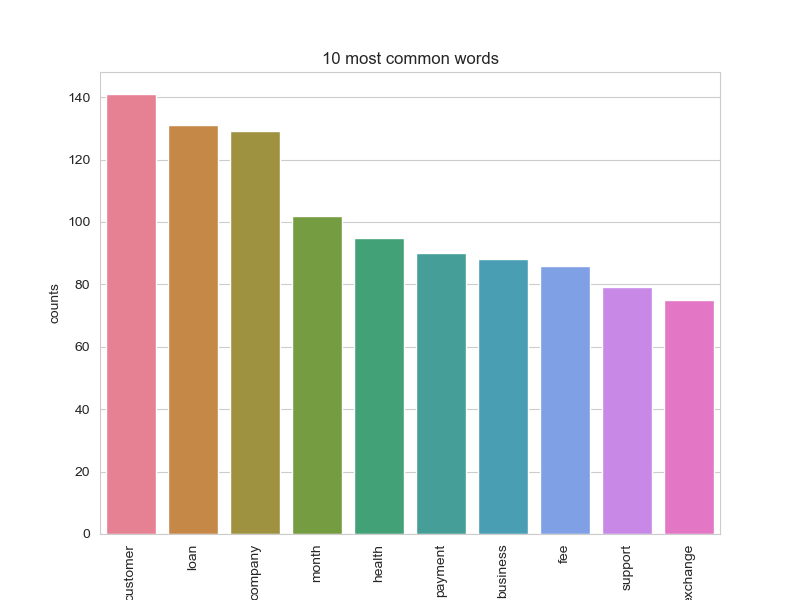 10 most common words
counts
140
120
100
80
60
40
20
0
customer
loan
company
month
health
payment
business
fee
support
xchange